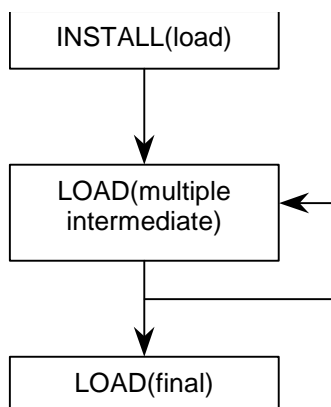 INSTALL(load)
LOAD(multiple
intermediate)
LOAD(final)